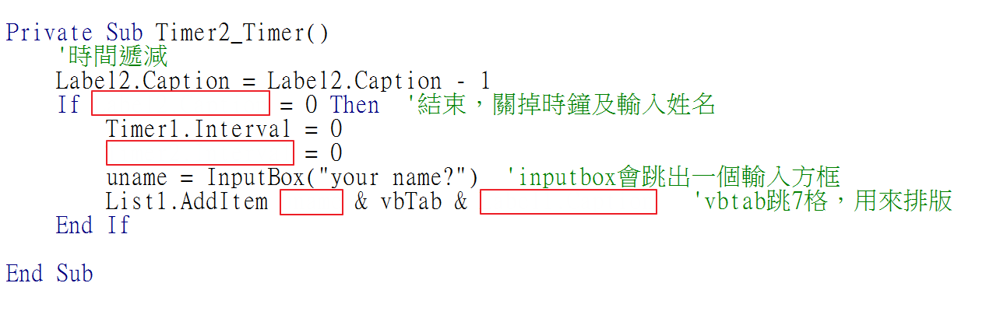 Private Sub Timer2_Timer()
'時間遞減
Label2.Caption = Label2.Caption - 1
If = 0 Then '結束，關掉時鐘及輸入姓名
Timer1.Interval = 0
= 0
uname = InputBox("your name?") 'inputbox會跳出一個輸入方框
List1.AddItem & vbTab & 'vbtab跳7格，用來排版
End If
End Sub